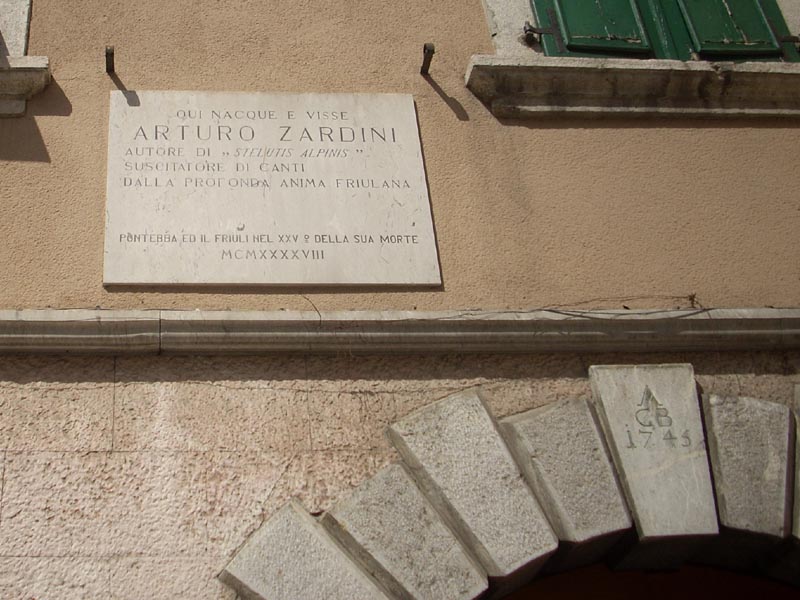 QUI NACQUE E VISSE
ARTURO ZARDINI
AUTORE DI „STELUTIS ALPINIS"
SUSCITATORE DI CANTI
DALLA PROFONDA ANIMA FRIULANA
PONTEBBA ED IL FRIULI NEL XXV º DELLA SUA MORTE
MCMXXXXVIII
GB
1745